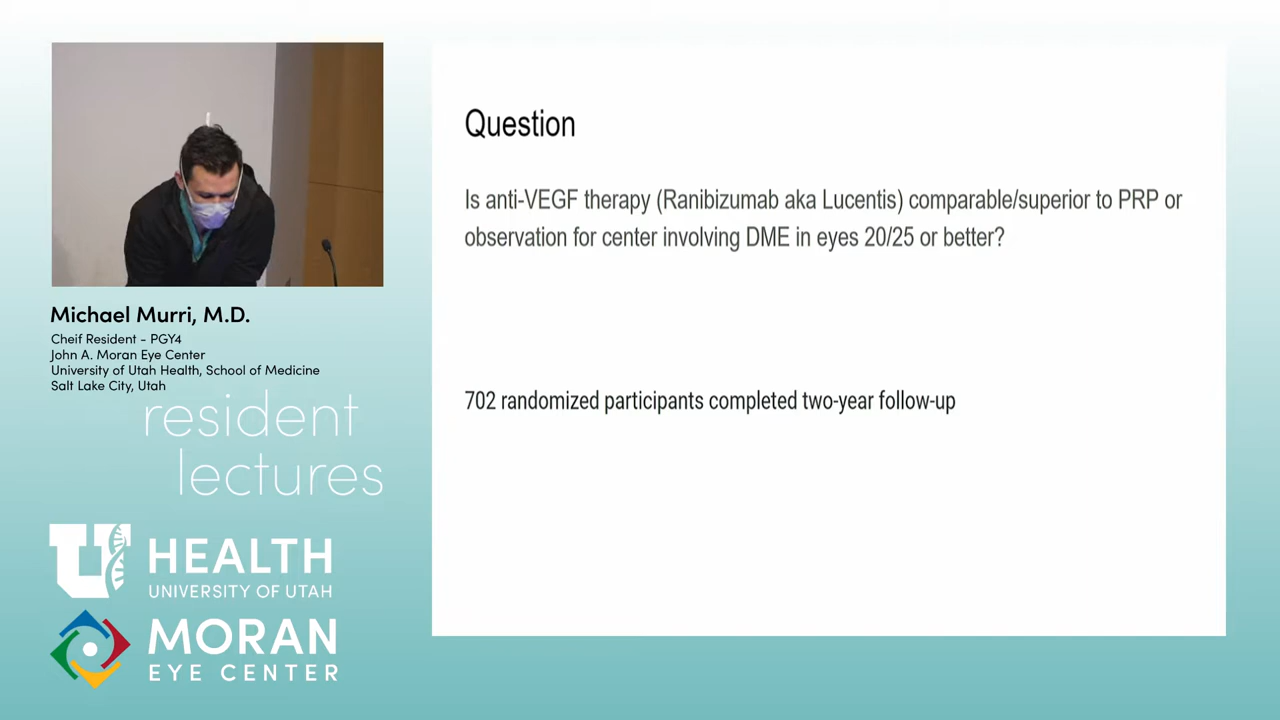 Question
Is anti-VEGF therapy (Ranibizumab aka Lucentis) comparable/superior to PRP or
observation for center involving DME in eyes 20/25 or better?
702 randomized participants completed two-year follow-up
Michael Murri, M.D.
Cheif Resident - PGY4
John A. Moran Eye Center
University of Utah Health, School of Medicine
Salt Lake City, Utah
resident
lectures
U HEALTH
UNIVERSITY OF UTAH
MORAN
EYE CENTER